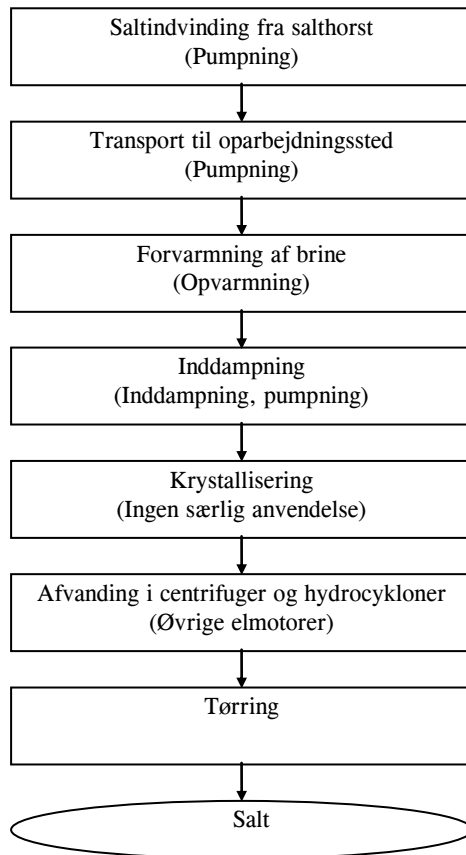 Saltindvinding fra salthorst
(Pumpning)
Transport til oparbejdningssted
(Pumpning)
Forvarmning af brine
(Opvarmning)
Inddampning
(Inddampning, pumpning)
Krystallisering
(Ingen særlig anvendelse)
Afvanding i centrifuger og hydrocykloner
(Øvrige elmotorer)
Tørring
Salt